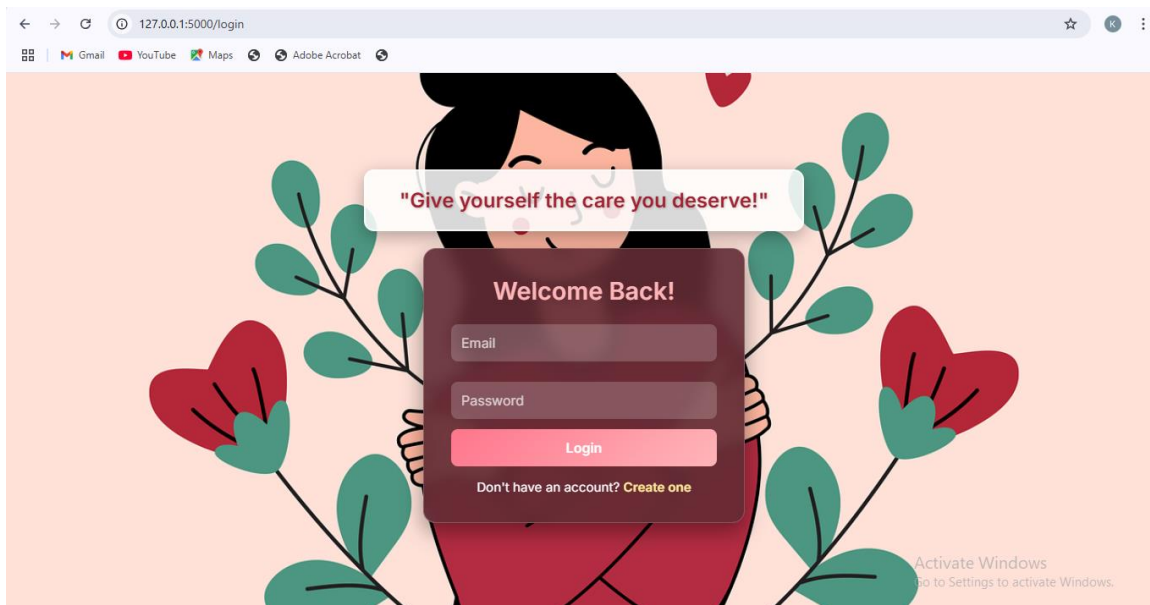 127.0.0.1:5000/login
K
Gmail YouTube Maps Adobe Acrobat
"Give yourself the care you deserve!"
Welcome Back!
Email
Password
Login
Don't have an account? Create one
Activate Windows
Go to Settings to activate Windows.